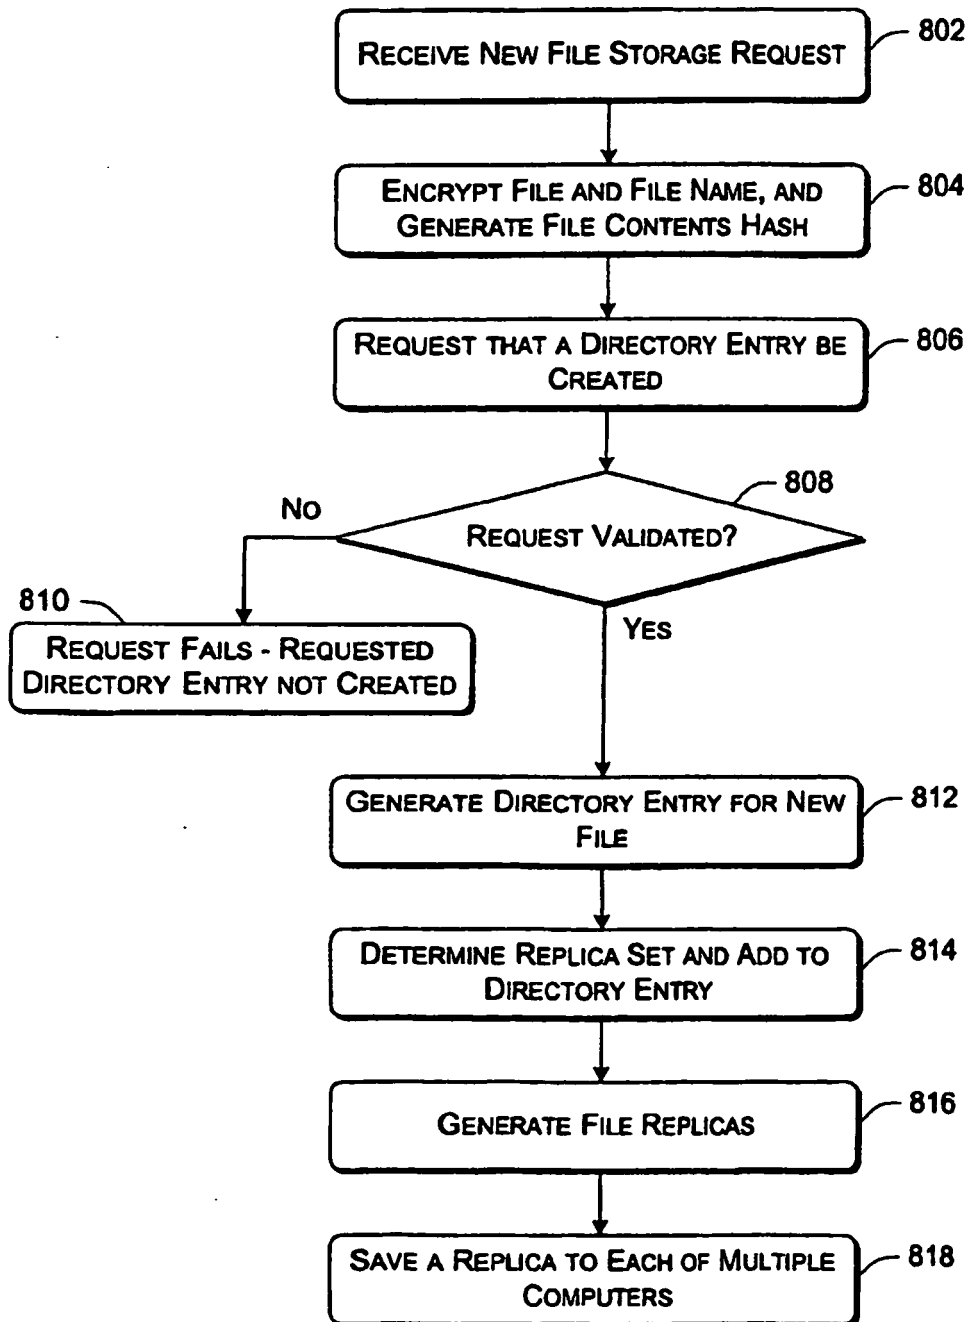 RECEIVE NEW FILE STORAGE REQUEST
802
ENCRYPT FILE AND FILE NAME, AND
GENERATE FILE CONTENTS HASH
804
REQUEST THAT A DIRECTORY ENTRY BE
CREATED
806
REQUEST VALIDATED?
808
NO
YES
810
REQUEST FAILS - REQUESTED
DIRECTORY ENTRY NOT CREATED
GENERATE DIRECTORY ENTRY FOR NEW
FILE
812
DETERMINE REPLICA SET AND ADD TO
DIRECTORY ENTRY
814
GENERATE FILE REPLICAS
816
SAVE A REPLICA TO EACH OF MULTIPLE
COMPUTERS
818